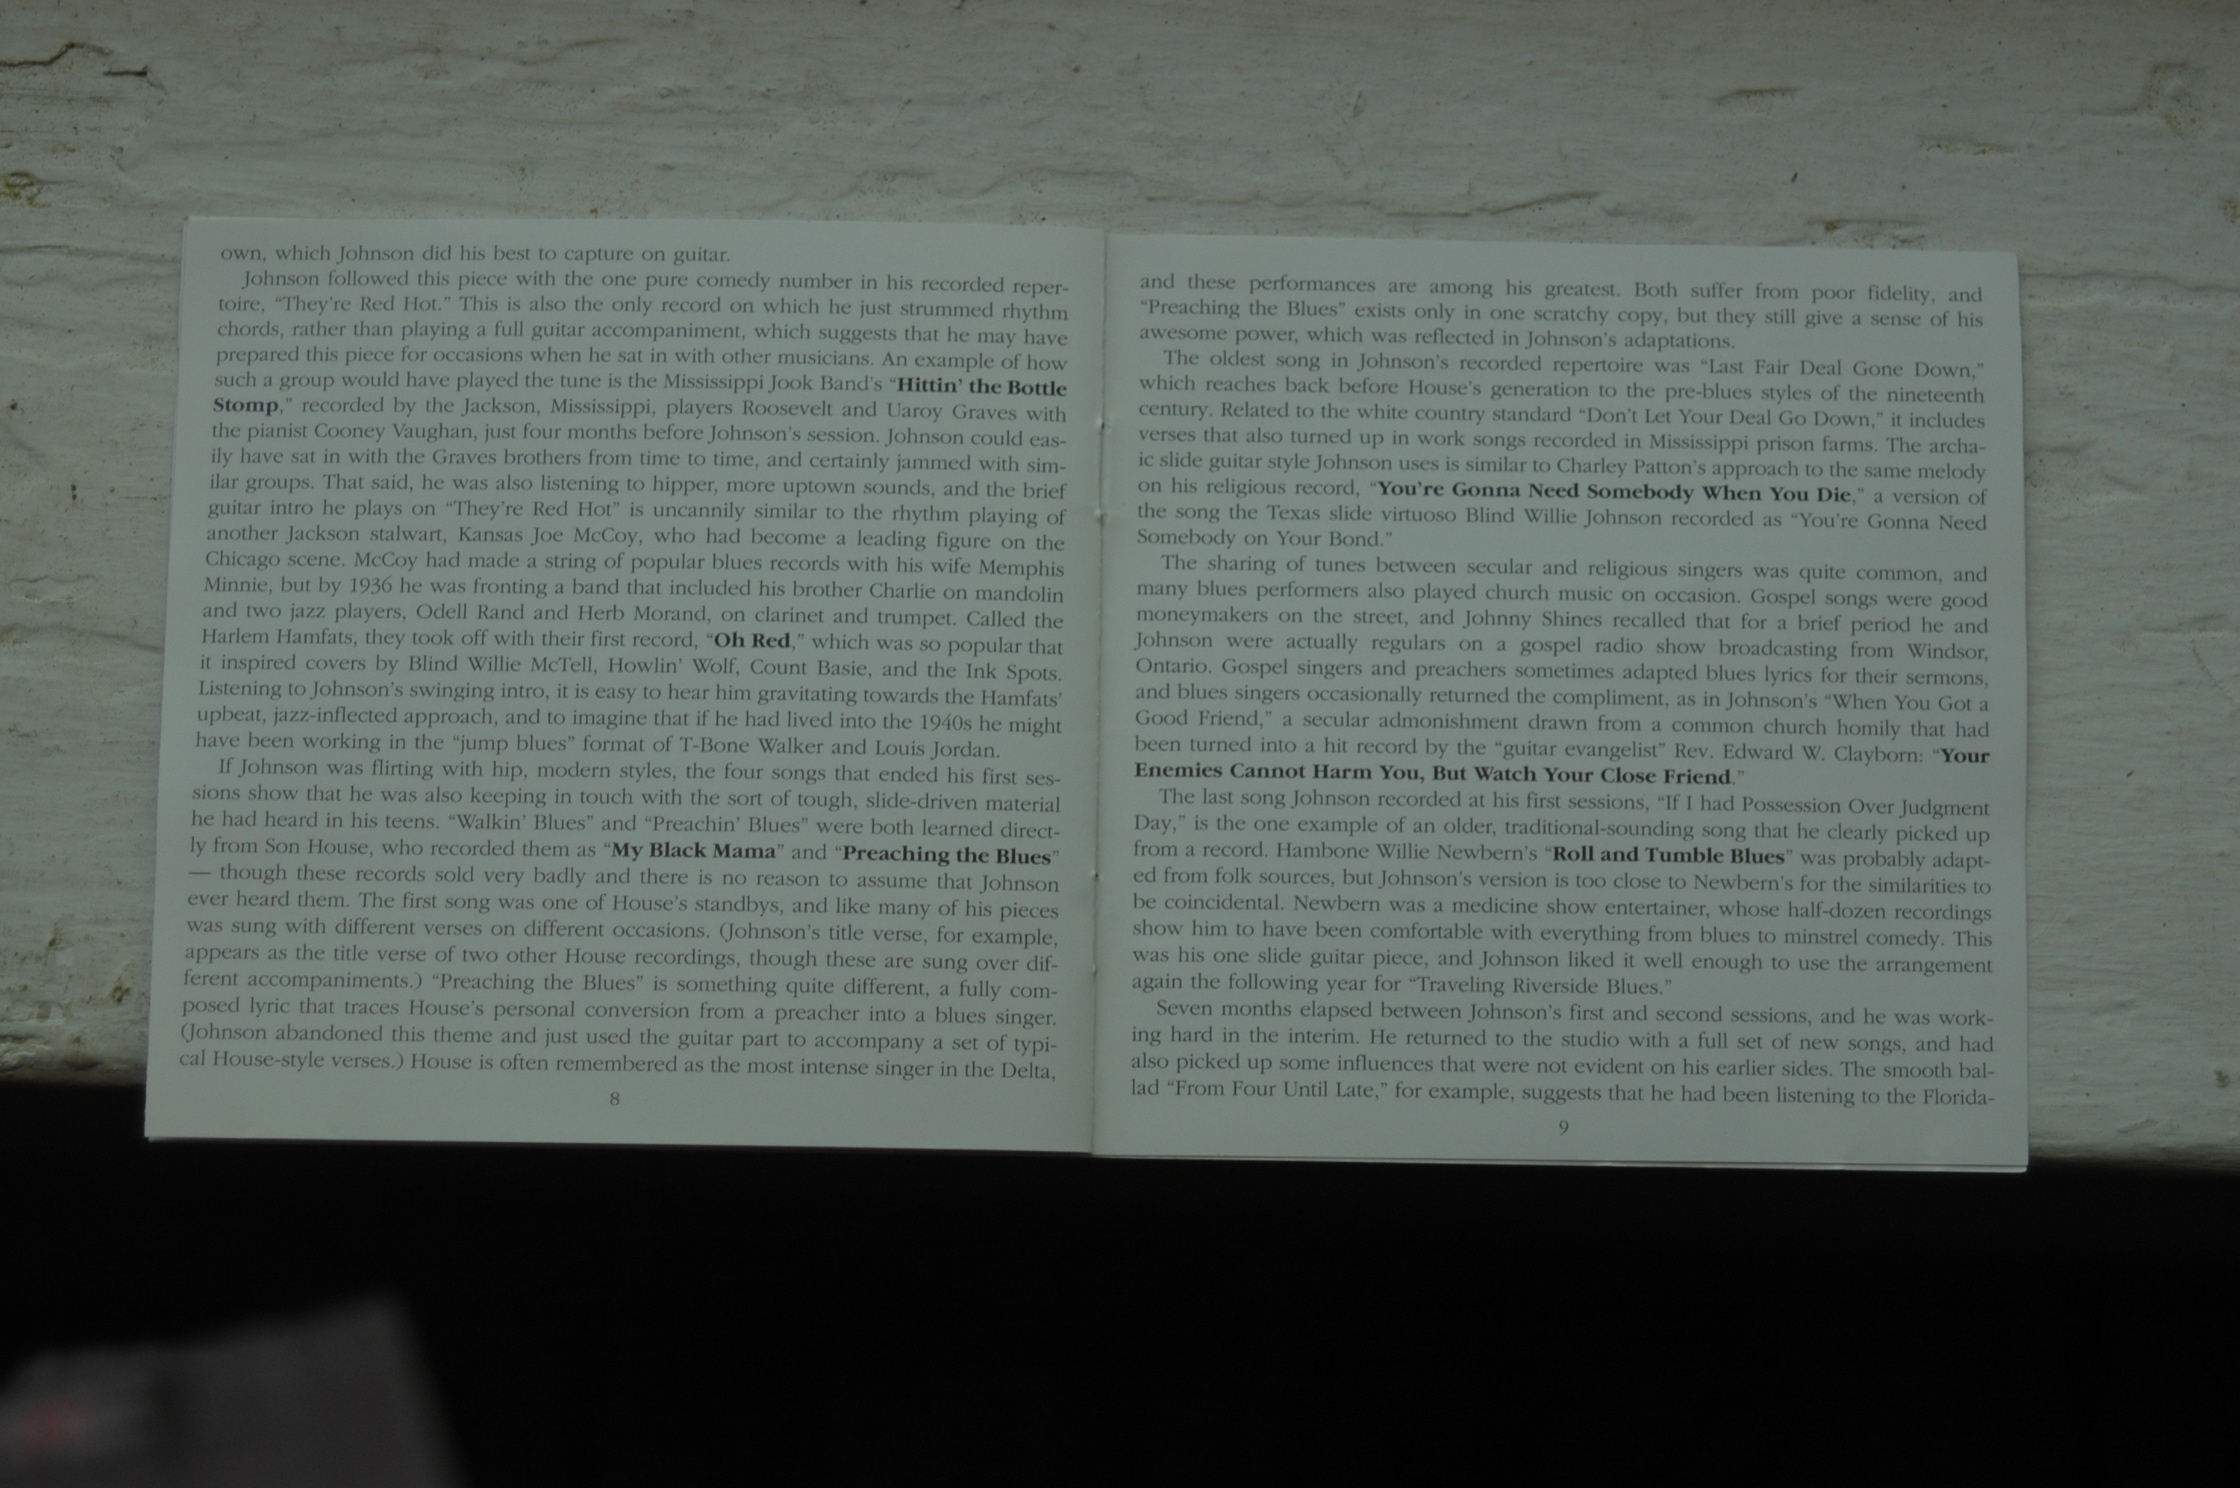 own, which Johnson did his best to capture on guitar.
Johnson followed this piece with the one pure comedy number in his recorded reper-
toire, “They’re Red Hot.” This is also the only record on which he just strummed rhythm
chords, rather than playing a full guitar accompaniment, which suggests that he may have
prepared this piece for occasions when he sat in with other musicians. An example of how
such a group would have played the tune is the Mississippi Jook Band’s “Hittin’ the Bottle
Stomp,” recorded by the Jackson, Mississippi, players Roosevelt and Uaroy Graves with
the pianist Cooney Vaughan, just four months before Johnson’s session. Johnson could eas-
ily have sat in with the Graves brothers from time to time, and certainly jammed with sim-
ilar groups. That said, he was also listening to hipper, more uptown sounds, and the brief
guitar intro he plays on “They’re Red Hot” is uncannily similar to the rhythm playing of
another Jackson stalwart, Kansas Joe McCoy, who had become a leading figure on the
Chicago scene. McCoy had made a string of popular blues records with his wife Memphis
Minnie, but by 1936 he was fronting a band that included his brother Charlie on mandolin
and two jazz players, Odell Rand and Herb Morand, on clarinet and trumpet. Called the
Harlem Hamfats, they took off with their first record, “Oh Red,” which was so popular that
it inspired covers by Blind Willie McTell, Howlin’ Wolf, Count Basie, and the Ink Spots.
Listening to Johnson’s swinging intro, it is easy to hear him gravitating towards the Hamfats’
upbeat, jazz-inflected approach, and to imagine that if he had lived into the 1940s he might
have been working in the “jump blues” format of T-Bone Walker and Louis Jordan.
If Johnson was flirting with hip, modern styles, the four songs that ended his first ses-
sions show that he was also keeping in touch with the sort of tough, slide-driven material
he had heard in his teens. “Walkin’ Blues” and “Preachin’ Blues” were both learned direct-
ly from Son House, who recorded them as “My Black Mama” and “Preaching the Blues”
— though these records sold very badly and there is no reason to assume that Johnson
ever heard them. The first song was one of House’s standbys, and like many of his pieces
was sung with different verses on different occasions. (Johnson’s title verse, for example,
appears as the title verse of two other House recordings, though these are sung over dif-
ferent accompaniments.) “Preaching the Blues” is something quite different, a fully com-
posed lyric that traces House’s personal conversion from a preacher into a blues singer.
(Johnson abandoned this theme and just used the guitar part to accompany a set of typi-
cal House-style verses.) House is often remembered as the most intense singer in the Delta,
8
and these performances are among his greatest. Both suffer from poor fidelity, and
“Preaching the Blues” exists only in one scratchy copy, but they still give a sense of his
awesome power, which was reflected in Johnson’s adaptations.
The oldest song in Johnson’s recorded repertoire was “Last Fair Deal Gone Down,”
which reaches back before House’s generation to the pre-blues styles of the nineteenth
century. Related to the white country standard “Don’t Let Your Deal Go Down,” it includes
verses that also turned up in work songs recorded in Mississippi prison farms. The archa-
ic slide guitar style Johnson uses is similar to Charley Patton’s approach to the same melody
on his religious record, “You’re Gonna Need Somebody When You Die,” a version of
the song the Texas slide virtuoso Blind Willie Johnson recorded as “You’re Gonna Need
Somebody on Your Bond.”
The sharing of tunes between secular and religious singers was quite common, and
many blues performers also played church music on occasion. Gospel songs were good
moneymakers on the street, and Johnny Shines recalled that for a brief period he and
Johnson were actually regulars on a gospel radio show broadcasting from Windsor,
Ontario. Gospel singers and preachers sometimes adapted blues lyrics for their sermons,
and blues singers occasionally returned the compliment, as in Johnson’s “When You Got a
Good Friend,” a secular admonishment drawn from a common church homily that had
been turned into a hit record by the “guitar evangelist” Rev. Edward W. Clayborn: “Your
Enemies Cannot Harm You, But Watch Your Close Friend.”
The last song Johnson recorded at his first sessions, “If I had Possession Over Judgment
Day,” is the one example of an older, traditional-sounding song that he clearly picked up
from a record. Hambone Willie Newbern’s “Roll and Tumble Blues” was probably adapt-
ed from folk sources, but Johnson’s version is too close to Newbern’s for the similarities to
be coincidental. Newbern was a medicine show entertainer, whose half-dozen recordings
show him to have been comfortable with everything from blues to minstrel comedy. This
was his one slide guitar piece, and Johnson liked it well enough to use the arrangement
again the following year for “Traveling Riverside Blues.”
Seven months elapsed between Johnson’s first and second sessions, and he was work-
ing hard in the interim. He returned to the studio with a full set of new songs, and had
also picked up some influences that were not evident on his earlier sides. The smooth bal-
lad “From Four Until Late,” for example, suggests that he had been listening to the Florida-
9